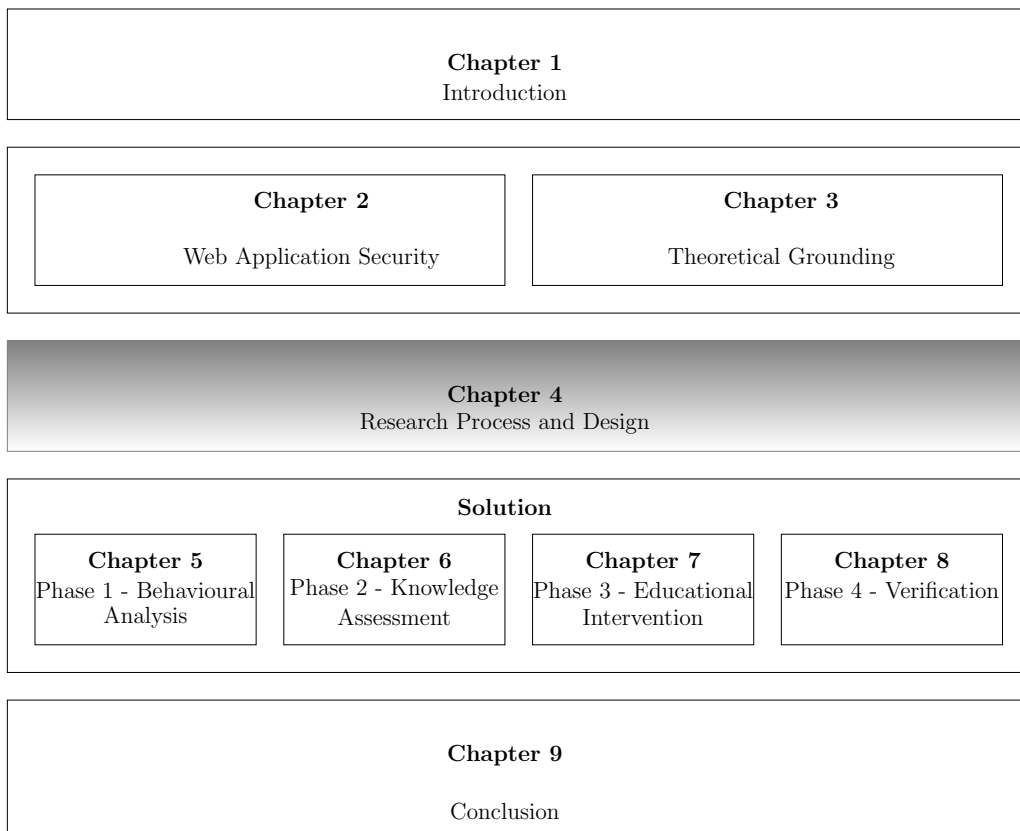 Chapter 1
Introduction
Chapter 2
Web Application Security
Chapter 3
Theoretical Grounding
Chapter 4
Research Process and Design
Solution
Chapter 5
Phase 1 - Behavioural
Analysis
Chapter 6
Phase 2 - Knowledge
Assessment
Chapter 7
Phase 3 - Educational
Intervention
Chapter 8
Phase 4 - Verification
Chapter 9
Conclusion